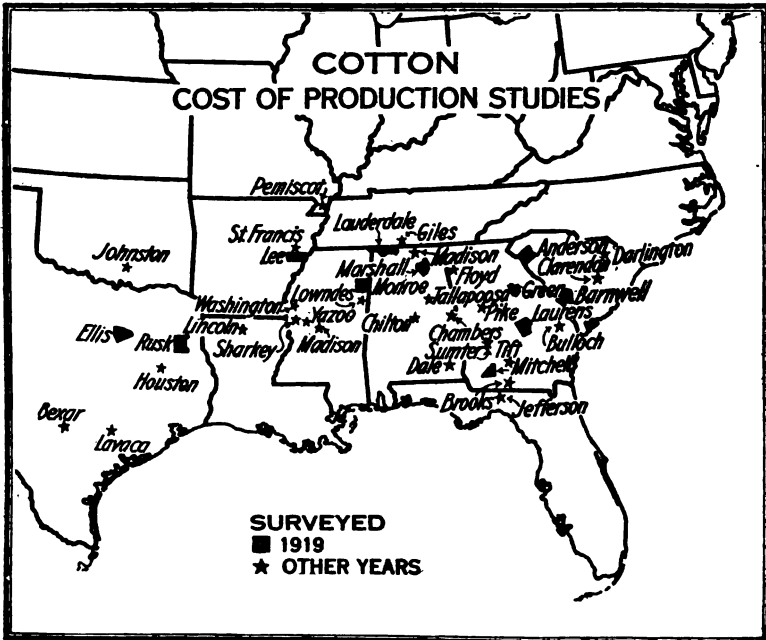 COTTON
COST OF PRODUCTION STUDIES
Pemiscot
St Francis
Lee
Lauderdale
Giles
Madison
Johnston
Marshall
Floyd
Anderson
Darlington
Clarendon
Washington
Lowndes
Monroe
Tallapoosa
Green
Barnwell
Lincoln
Yazoo
Chilton
Pike
Laurens
Ellis
Rusk
Sharkey
Madison
Chambers
Bulloch
Sumter
Tift
Houston
Dale
Mitchell
Brooks
Jefferson
Bexar
Lavaca
SURVEYED
1919
OTHER YEARS